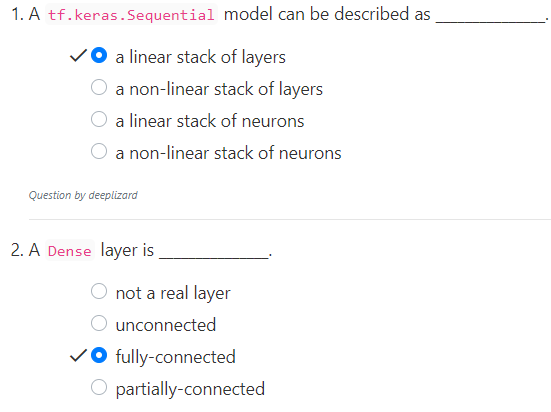 1. A tf.keras.Sequential model can be described as ____________.
a linear stack of layers
a non-linear stack of layers
a linear stack of neurons
a non-linear stack of neurons
Question by deeplizard
2. A Dense layer is ____________.
not a real layer
unconnected
fully-connected
partially-connected